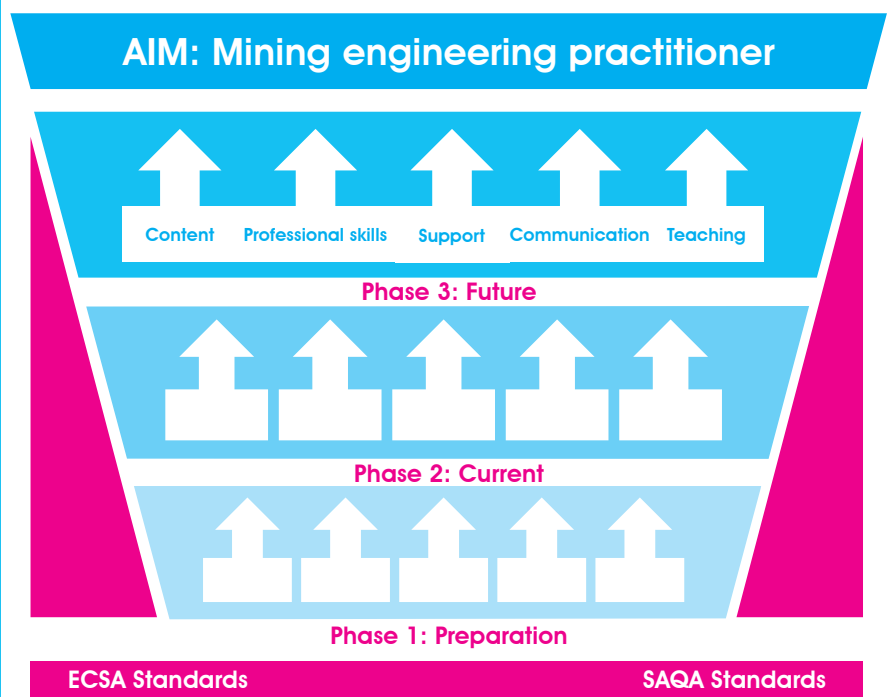 AIM: Mining engineering practitioner
Content Professional skills Support Communication Teaching
Phase 3: Future
Phase 2: Current
Phase 1: Preparation
ECSA Standards SAQA Standards